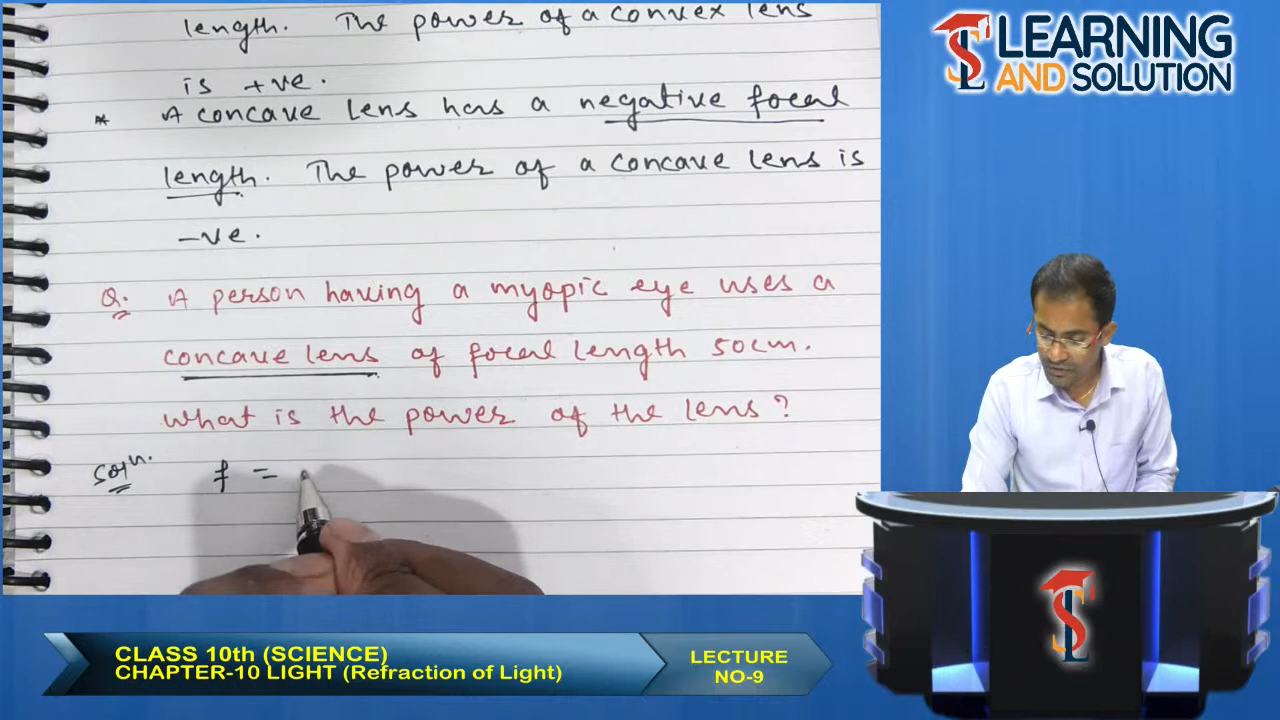 length. The power of a convex lens
is +ve.
* A concave lens has a negative focal
length. The power of a concave lens is
-ve.
Q. A person having a myopic eye uses a
concave lens of focal length 50cm.
What is the power of the lens?
Soln. f =
LEARNING
AND SOLUTION
CLASS 10th (SCIENCE)
CHAPTER-10 LIGHT (Refraction of Light)
LECTURE
NO-9